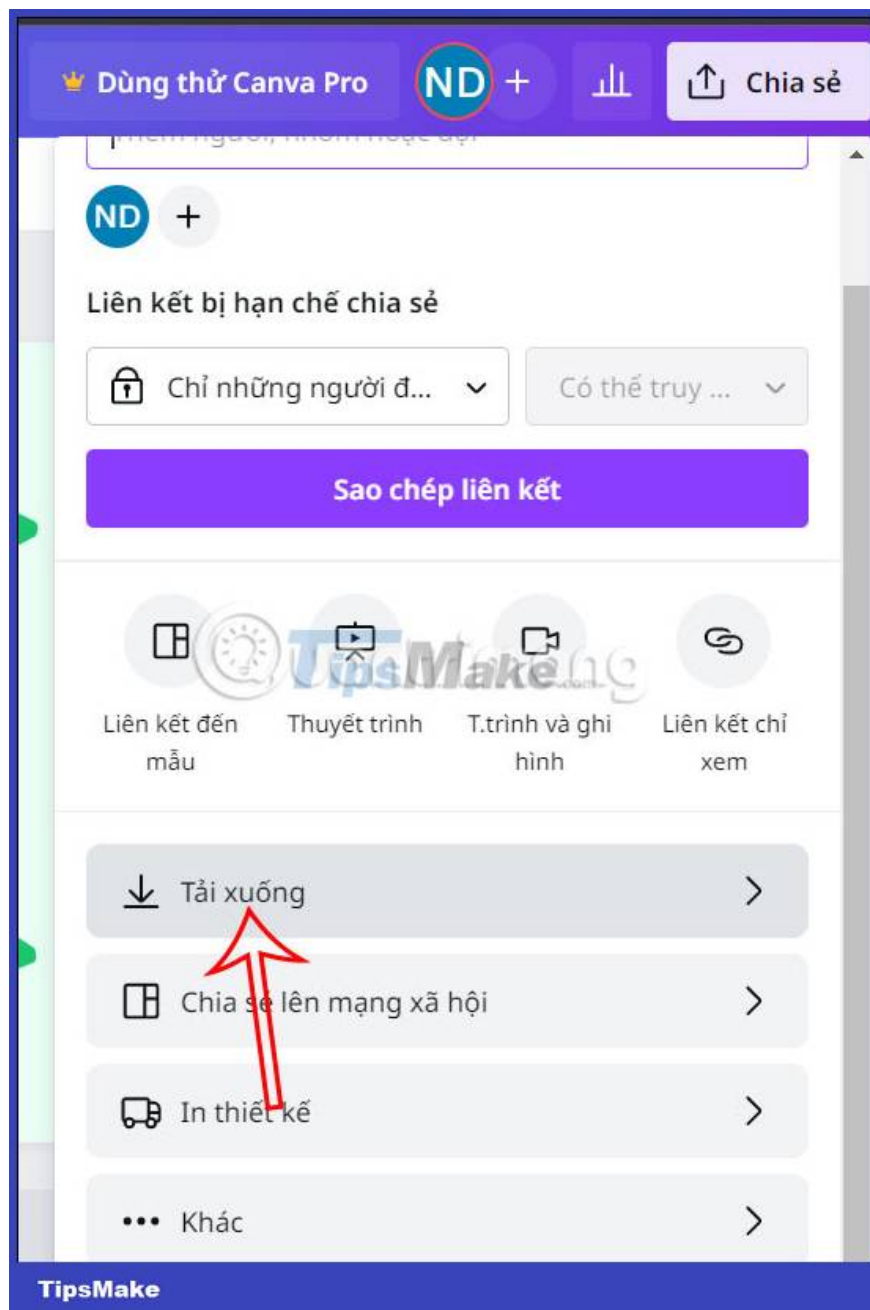 Dùng thử Canva Pro
ND
+
Chia sẻ
ND
+
Liên kết bị hạn chế chia sẻ
Chỉ những người đ...
Có thể truy ...
Sao chép liên kết
TipsMake
.com
Liên kết đến
mẫu
Thuyết trình
T.trình và ghi
hình
Liên kết chỉ
xem
Tải xuống
Chia sẻ lên mạng xã hội
In thiết kế
Khác
TipsMake